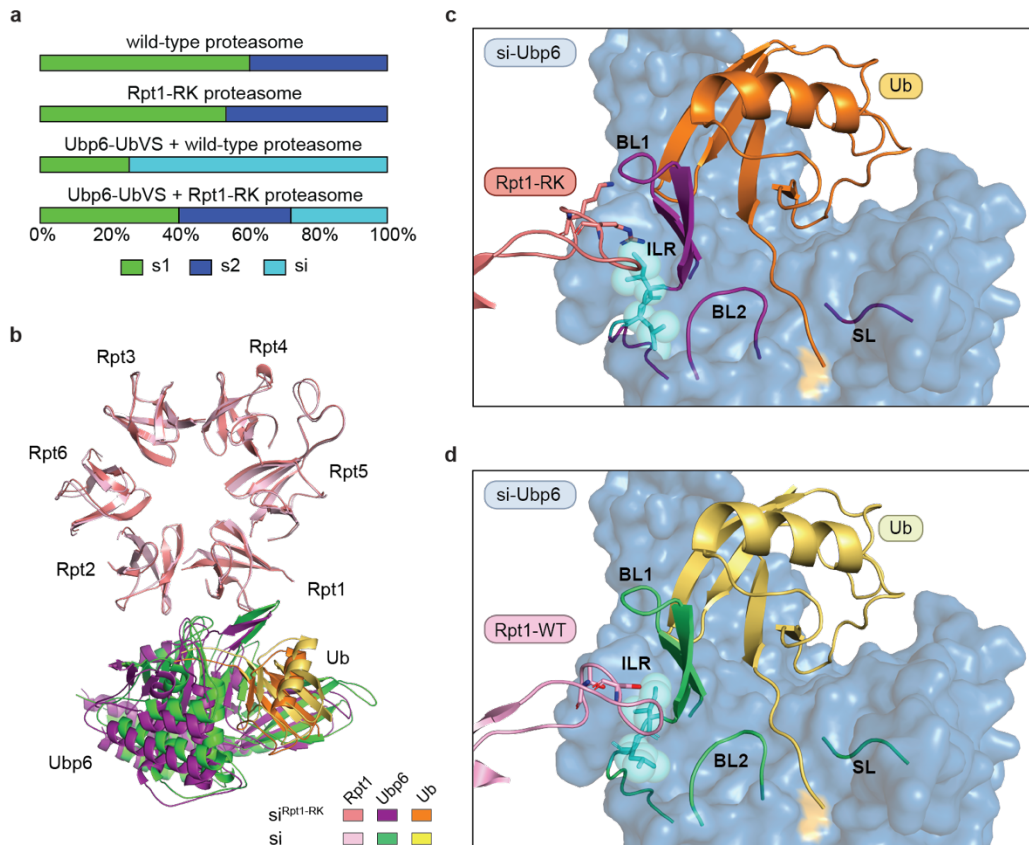 a
wild-type proteasome
Rpt1-RK proteasome
Ubp6-UbVS + wild-type proteasome
Ubp6-UbVS + Rpt1-RK proteasome
0% 20% 40% 60% 80% 100%
s1 s2 si
b
Rpt3
Rpt4
Rpt6
Rpt5
Rpt2
Rpt1
Ub
Ubp6
Rpt1 Ubp6 Ub
siRpt1-RK
si
c
si-Ubp6
Ub
BL1
Rpt1-RK
ILR
BL2
SL
d
si-Ubp6
Ub
BL1
Rpt1-WT
ILR
BL2
SL